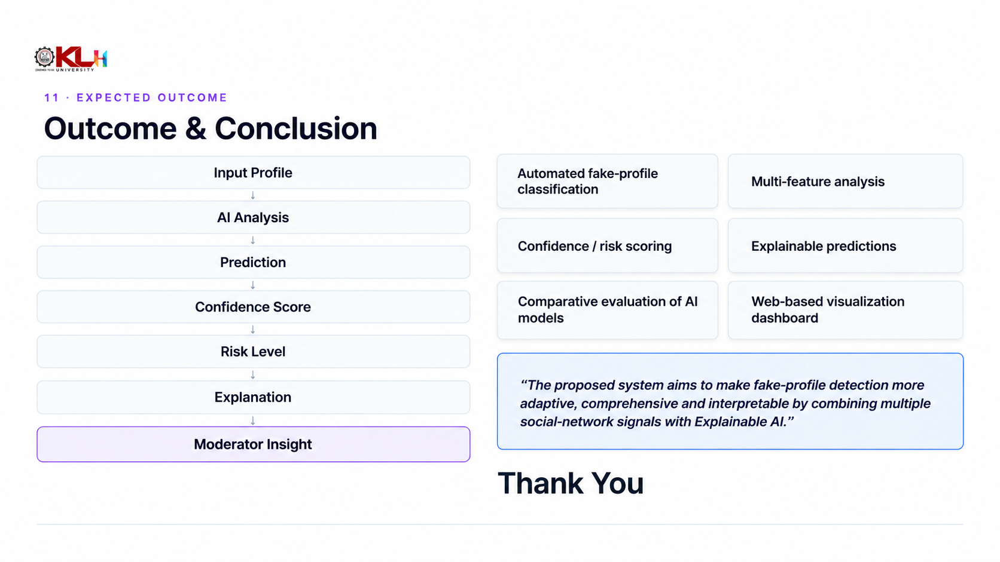 KLH
(DEEMED TO BE UNIVERSITY
11 · EXPECTED OUTCOME
Outcome & Conclusion
Input Profile
↓
AI Analysis
↓
Prediction
↓
Confidence Score
↓
Risk Level
↓
Explanation
↓
Moderator Insight
Automated fake-profile
classification
Multi-feature analysis
Confidence / risk scoring
Explainable predictions
Comparative evaluation of AI
models
Web-based visualization
dashboard
“The proposed system aims to make fake-profile detection more
adaptive, comprehensive and interpretable by combining multiple
social-network signals with Explainable AI.”
Thank You